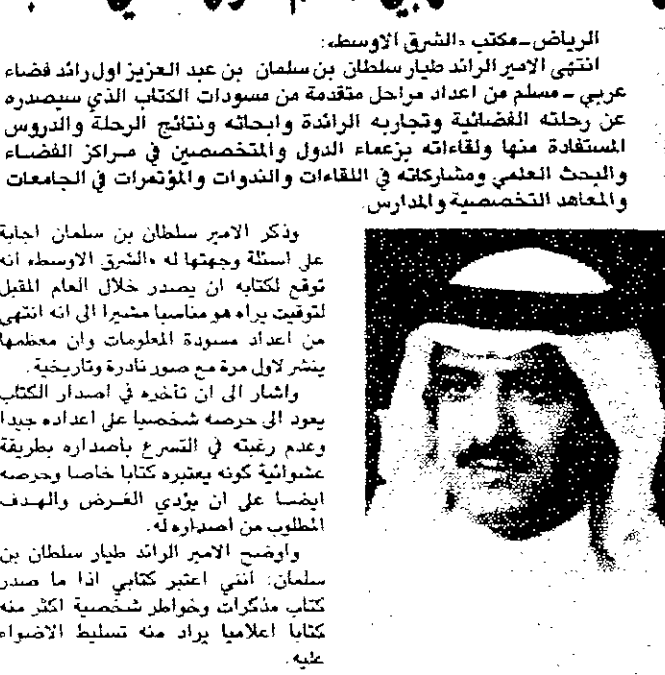 الرياض ـ مكتب «الشرق الاوسط»:
انتهى الامير الرائد طيار سلطان بن سلمان بن عبد العزيز اول رائد فضاء
عربي ـ مسلم من اعداد مراحل متقدمة من مسودات الكتاب الذي سيصدره
عن رحلته الفضائية وتجاربه الرائدة وابحاثه ونتائج الرحلة والدروس
المستفادة منها ولقاءاته بزعماء الدول والمتخصصين في مراكز الفضاء
والبحث العلمي ومشاركاته في اللقاءات والندوات والمؤتمرات في الجامعات
والمعاهد التخصصية والمدارس.
وذكر الامير سلطان بن سلمان اجابة
على اسئلة وجهتها له «الشرق الاوسط» انه
توقع لكتابه ان يصدر خلال العام المقبل
لتوقيت يراه هو مناسبا مشيرا الى انه انتهى
من اعداد مسودة المعلومات وان معظمها
ينشر لاول مرة مع صور نادرة وتاريخية.
واشار الى ان تأخره في اصدار الكتاب
يعود الى حرصه شخصيا على اعداده جيدا
وعدم رغبته في التسرع بأصداره بطريقة
عشوائية كونه يعتبره كتابا خاصا وحرصه
ايضا على ان يؤدي الغرض والهدف
المطلوب من اصداره له.
واوضح الامير الرائد طيار سلطان بن
سلمان: انني اعتبر كتابي اذا ما صدر
كتاب مذكرات وخواطر شخصية اكثر منه
كتابا اعلاميا يراد منه تسليط الاضواء
عليه.